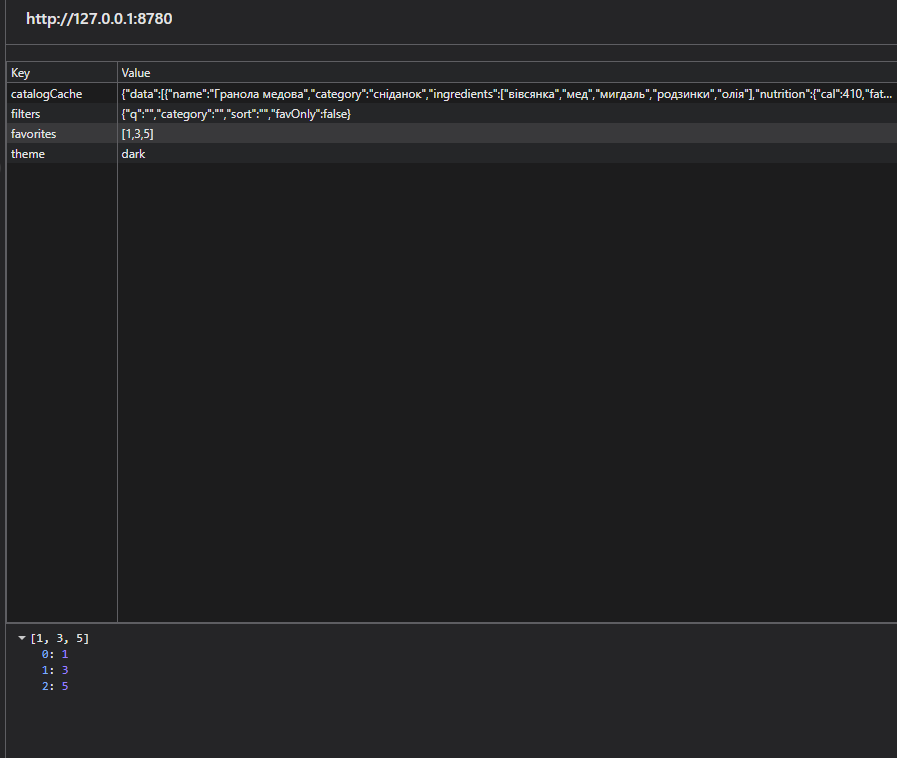 http://127.0.0.1:8780
Key Value
catalogCache {"data":[{"name":"Гранола медова","category":"сніданок","ingredients":["вівсянка","мед","мигдаль","родзинки","олія"],"nutrition":{"cal":410,"fat...
filters {"q":"","category":"","sort":"","favOnly":false}
favorites [1,3,5]
theme dark
[1, 3, 5]
0: 1
1: 3
2: 5